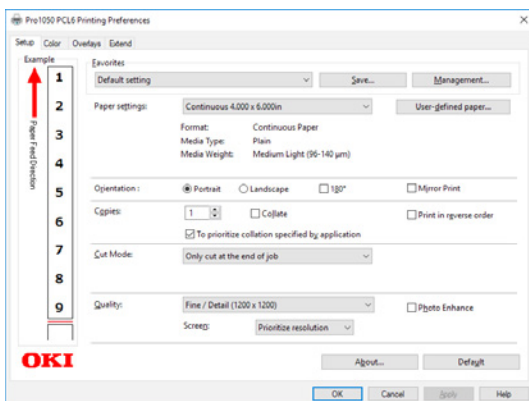 Pro1050 PCL6 Printing Preferences
Setup Color Overlays Extend
Example
1
2
3
4
5
6
7
8
9
Paper Feed Direction
OKI
Favorites
Default setting Save... Management...
Paper settings: Continuous 4.000 x 6.000in User-defined paper...
Format: Continuous Paper
Media Type: Plain
Media Weight: Medium Light (96-140 µm)
Orientation : Portrait Landscape 180° Mirror Print
Copies: 1 Collate Print in reverse order
To prioritize collation specified by application
Cut Mode: Only cut at the end of job
Quality: Fine / Detail (1200 x 1200) Photo Enhance
Screen: Prioritize resolution
About... Default
OK Cancel Apply Help